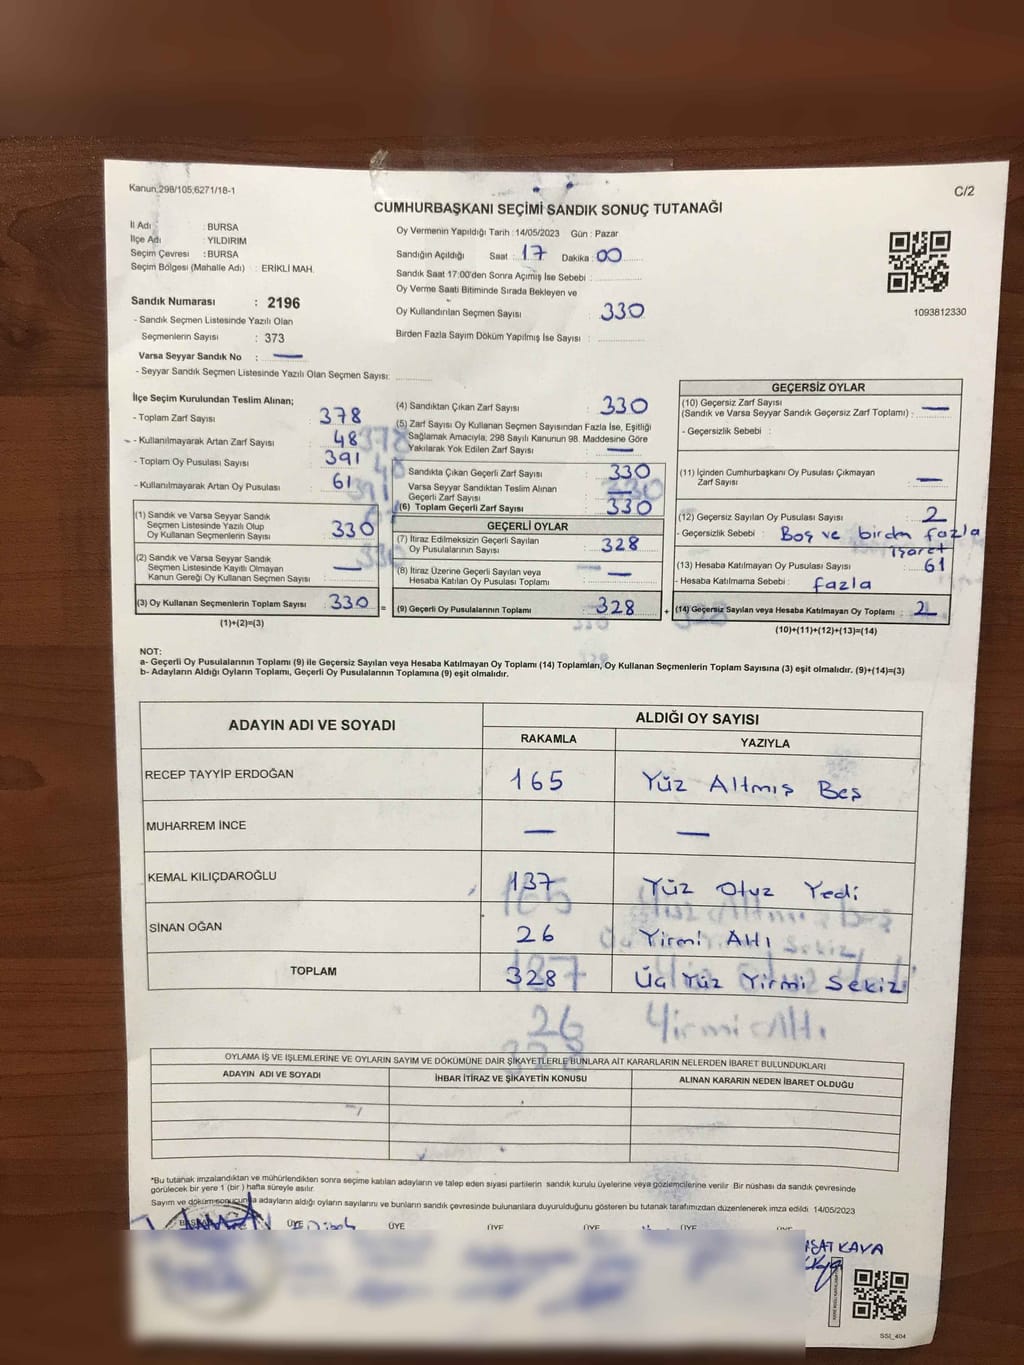 Kanun,298/105,6271/18-1
C/2
CUMHURBAŞKANI SEÇİMİ SANDIK SONUÇ TUTANAĞI
İl Adı : BURSA
İlçe Adı : YILDIRIM
Seçim Çevresi : BURSA
Seçim Bölgesi (Mahalle Adı) : ERİKLİ MAH.
Sandık Numarası : 2196
- Sandık Seçmen Listesinde Yazılı Olan
Seçmenlerin Sayısı : 373
Varsa Seyyar Sandık No : —
- Seyyar Sandık Seçmen Listesinde Yazılı Olan Seçmen Sayısı:
Oy Vermenin Yapıldığı Tarih : 14/05/2023 Gün : Pazar
Sandığın Açıldığı Saat : 17 Dakika : 00
Sandık Saat 17:00'den Sonra Açılmış İse Sebebi :
Oy Verme Saati Bitiminde Sırada Bekleyen ve
Oy Kullandırılan Seçmen Sayısı : 330
Birden Fazla Sayım Döküm Yapılmış İse Sayısı :
1093812330
İlçe Seçim Kurulundan Teslim Alınan;
- Toplam Zarf Sayısı : 378
- Kullanılmayarak Artan Zarf Sayısı : 48
- Toplam Oy Pusulası Sayısı : 391
- Kullanılmayarak Artan Oy Pusulası : 61
(1) Sandık ve Varsa Seyyar Sandık
Seçmen Listesinde Yazılı Olup
Oy Kullanan Seçmenlerin Sayısı : 330
(2) Sandık ve Varsa Seyyar Sandık
Seçmen Listesinde Kayıtlı Olmayan
Kanun Gereği Oy Kullanan Seçmen Sayısı : —
(3) Oy Kullanan Seçmenlerin Toplam Sayısı : 330 =
(1)+(2)=(3)
(4) Sandıktan Çıkan Zarf Sayısı : 330
(5) Zarf Sayısı Oy Kullanan Seçmen Sayısından Fazla İse, Eşitliği
Sağlamak Amacıyla; 298 Sayılı Kanunun 98. Maddesine Göre
Yakılarak Yok Edilen Zarf Sayısı : —
Sandıkta Çıkan Geçerli Zarf Sayısı : 330
Varsa Seyyar Sandıktan Teslim Alınan
Geçerli Zarf Sayısı : —
(6) Toplam Geçerli Zarf Sayısı : 330
GEÇERLİ OYLAR
(7) İtiraz Edilmeksizin Geçerli Sayılan
Oy Pusulalarının Sayısı : 328
(8) İtiraz Üzerine Geçerli Sayılan veya
Hesaba Katılan Oy Pusulası Toplamı : —
(9) Geçerli Oy Pusulalarının Toplamı : 328 +
GEÇERSİZ OYLAR
(10) Geçersiz Zarf Sayısı
(Sandık ve Varsa Seyyar Sandık Geçersiz Zarf Toplamı) : —
- Geçersizlik Sebebi :
(11) İçinden Cumhurbaşkanı Oy Pusulası Çıkmayan
Zarf Sayısı : —
(12) Geçersiz Sayılan Oy Pusulası Sayısı : 2
- Geçersizlik Sebebi : Boş ve birden fazla
işaret
(13) Hesaba Katılmayan Oy Pusulası Sayısı : 61
- Hesaba Katılmama Sebebi : fazla
(14) Geçersiz Sayılan veya Hesaba Katılmayan Oy Toplamı : 2
(10)+(11)+(12)+(13)=(14)
NOT:
a- Geçerli Oy Pusulalarının Toplamı (9) ile Geçersiz Sayılan veya Hesaba Katılmayan Oy Toplamı (14) Toplamları, Oy Kullanan Seçmenlerin Toplam Sayısına (3) eşit olmalıdır. (9)+(14)=(3)
b- Adayların Aldığı Oyların Toplamı, Geçerli Oy Pusulalarının Toplamına (9) eşit olmalıdır.
ADAYIN ADI VE SOYADI ALDIĞI OY SAYISI
RAKAMLA YAZIYLA
RECEP TAYYİP ERDOĞAN 165 Yüz Altmış Beş
MUHARREM İNCE — —
KEMAL KILIÇDAROĞLU 137 Yüz Otuz Yedi
SİNAN OĞAN 26 Yirmi Altı
TOPLAM 328 Üç Yüz Yirmi Sekiz
OYLAMA İŞ VE İŞLEMLERİNE VE OYLARIN SAYIM VE DÖKÜMÜNE DAİR ŞİKAYETLERLE BUNLARA AİT KARARLARIN NELERDEN İBARET BULUNDUKLARI
ADAYIN ADI VE SOYADI İHBAR İTİRAZ VE ŞİKAYETİN KONUSU ALINAN KARARIN NEDEN İBARET OLDUĞU
*Bu tutanak imzalandıktan ve mühürlendikten sonra seçime katılan adayların ve talep eden siyasi partilerin sandık kurulu üyelerine veya gözlemcilerine verilir. Bir nüshası da sandık çevresinde
görülecek bir yere 1 (bir ) hafta süreyle asılır.
Sayım ve döküm sonucunda adayların aldığı oyların sayılarını ve bunların sandık çevresinde bulunanlara duyurulduğunu gösteren bu tutanak tarafımızdan düzenlenerek imza edildi. 14/05/2023
ÜYE ÜYE ÜYE ÜYE ÜYE
KAYA
SSI_404